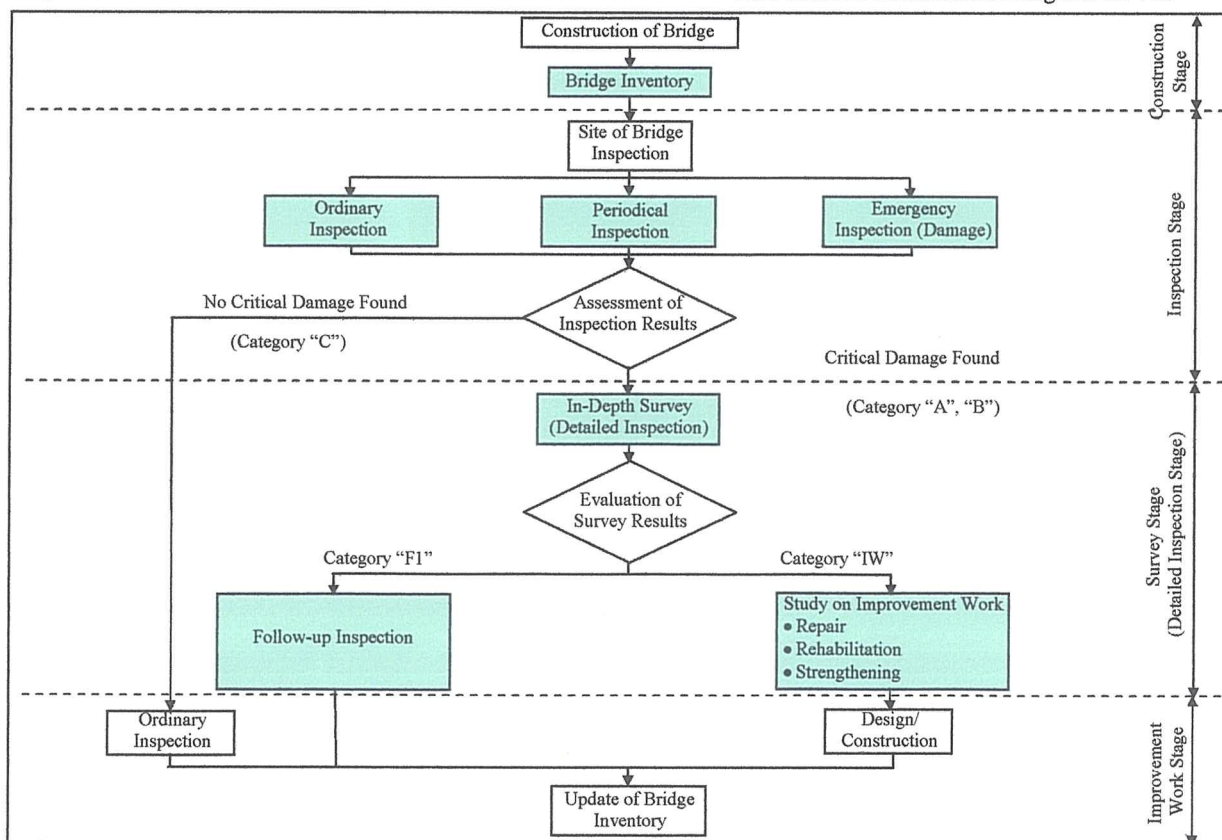 Construction of Bridge
Bridge Inventory
Construction
Stage
Site of Bridge
Inspection
Ordinary
Inspection
Periodical
Inspection
Emergency
Inspection (Damage)
Inspection Stage
No Critical Damage Found
(Category “C”)
Assessment of
Inspection Results
Critical Damage Found
(Category “A”, “B”)
In-Depth Survey
(Detailed Inspection)
Evaluation of
Survey Results
Survey Stage
(Detailed Inspection Stage)
Category “F1”
Category “IW”
Follow-up Inspection
Study on Improvement Work
• Repair
• Rehabilitation
• Strengthening
Ordinary
Inspection
Design/
Construction
Update of Bridge
Inventory
Improvement
Work Stage